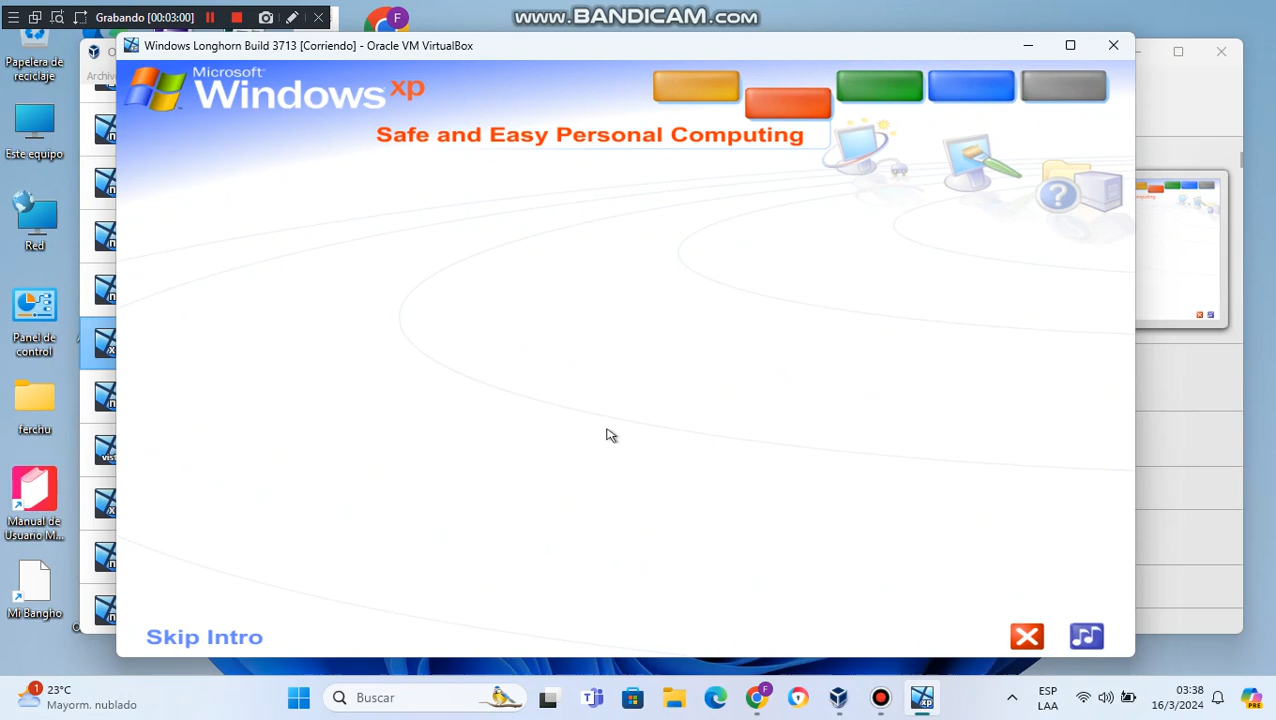 Grabando [00:03:00]
www.BANDICAM.com
Windows Longhorn Build 3713 [Corriendo] - Oracle VM VirtualBox
Archiv
Microsoft
Windows xp
Safe and Easy Personal Computing
Skip Intro
Papelera de
reciclaje
Este equipo
Red
Panel de
control
ferchu
Manual de
Usuario M...
Mi Bangho
23°C
Mayorm. nublado
Buscar
ESP
LAA
03:38
16/3/2024